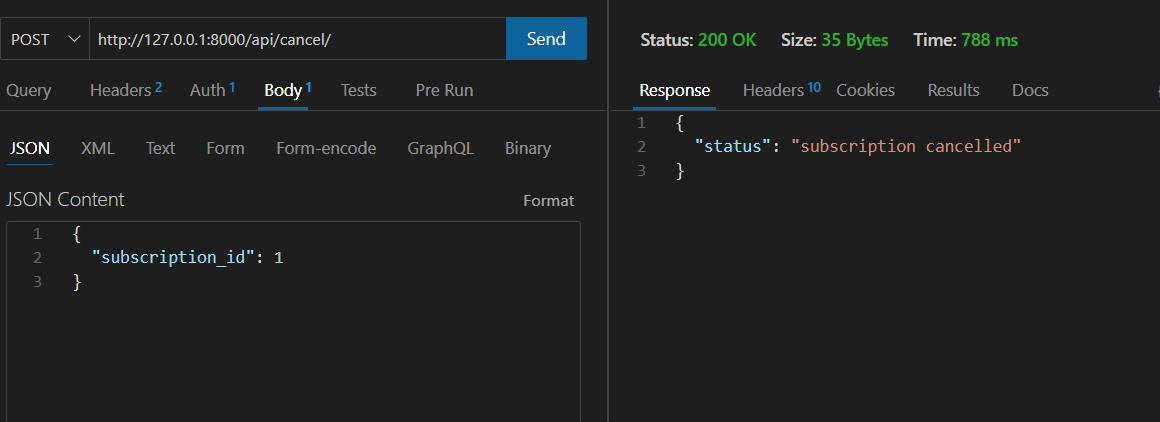 POST http://127.0.0.1:8000/api/cancel/ Send
Query Headers 2 Auth 1 Body 1 Tests Pre Run
JSON XML Text Form Form-encode GraphQL Binary
JSON Content Format
1 {
2 "subscription_id": 1
3 }
Status: 200 OK Size: 35 Bytes Time: 788 ms
Response Headers 10 Cookies Results Docs
1 {
2 "status": "subscription cancelled"
3 }